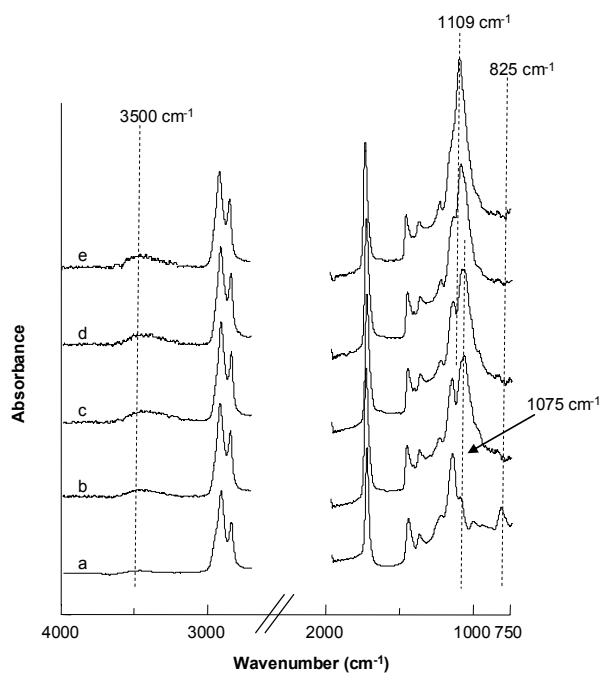 1109 cm-1
825 cm-1
3500 cm-1
e
d
c
b
a
1075 cm-1
Absorbance
4000
3000
2000
1000
750
Wavenumber (cm-1)